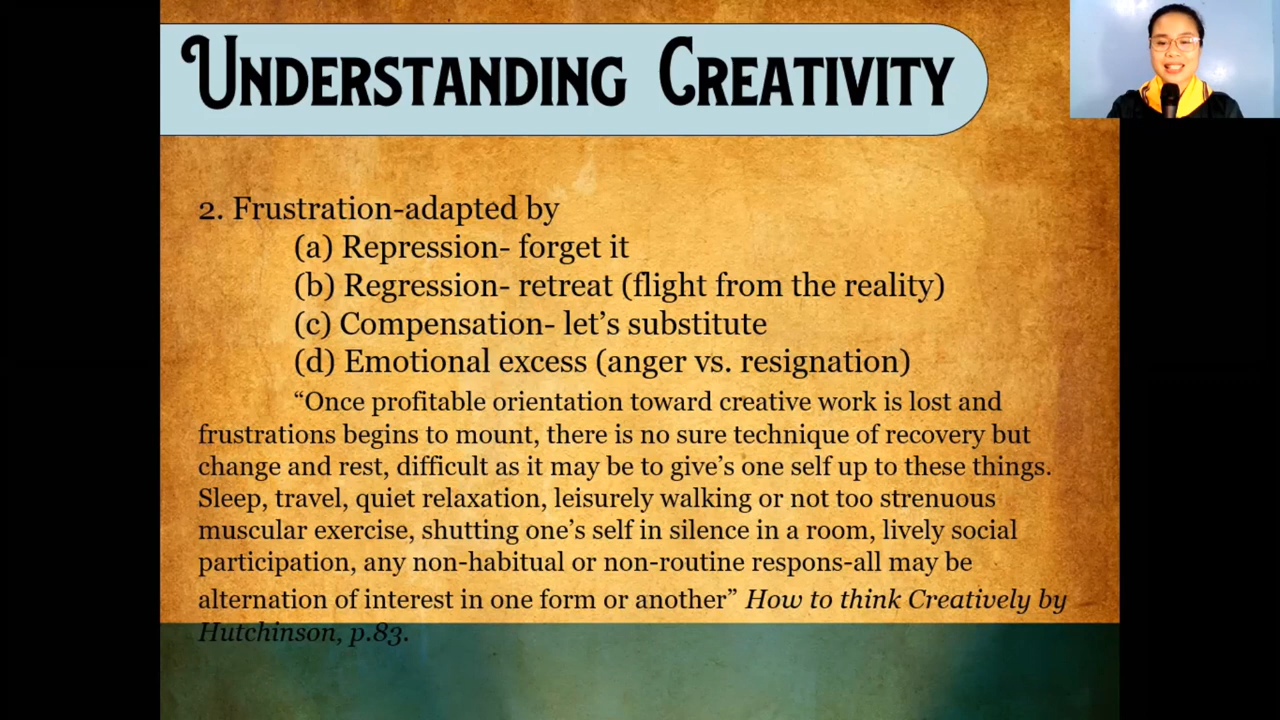 UNDERSTANDING CREATIVITY
2. Frustration-adapted by
(a) Repression- forget it
(b) Regression- retreat (flight from the reality)
(c) Compensation- let's substitute
(d) Emotional excess (anger vs. resignation)
“Once profitable orientation toward creative work is lost and
frustrations begins to mount, there is no sure technique of recovery but
change and rest, difficult as it may be to give's one self up to these things.
Sleep, travel, quiet relaxation, leisurely walking or not too strenuous
muscular exercise, shutting one's self in silence in a room, lively social
participation, any non-habitual or non-routine respons-all may be
alternation of interest in one form or another” How to think Creatively by
Hutchinson, p.83.